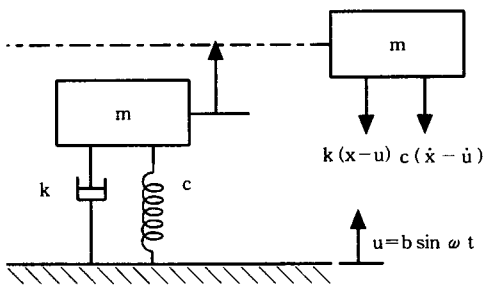 m
m
k(x-u) c(ẋ-u̇)
k
c
u=b sin ω t